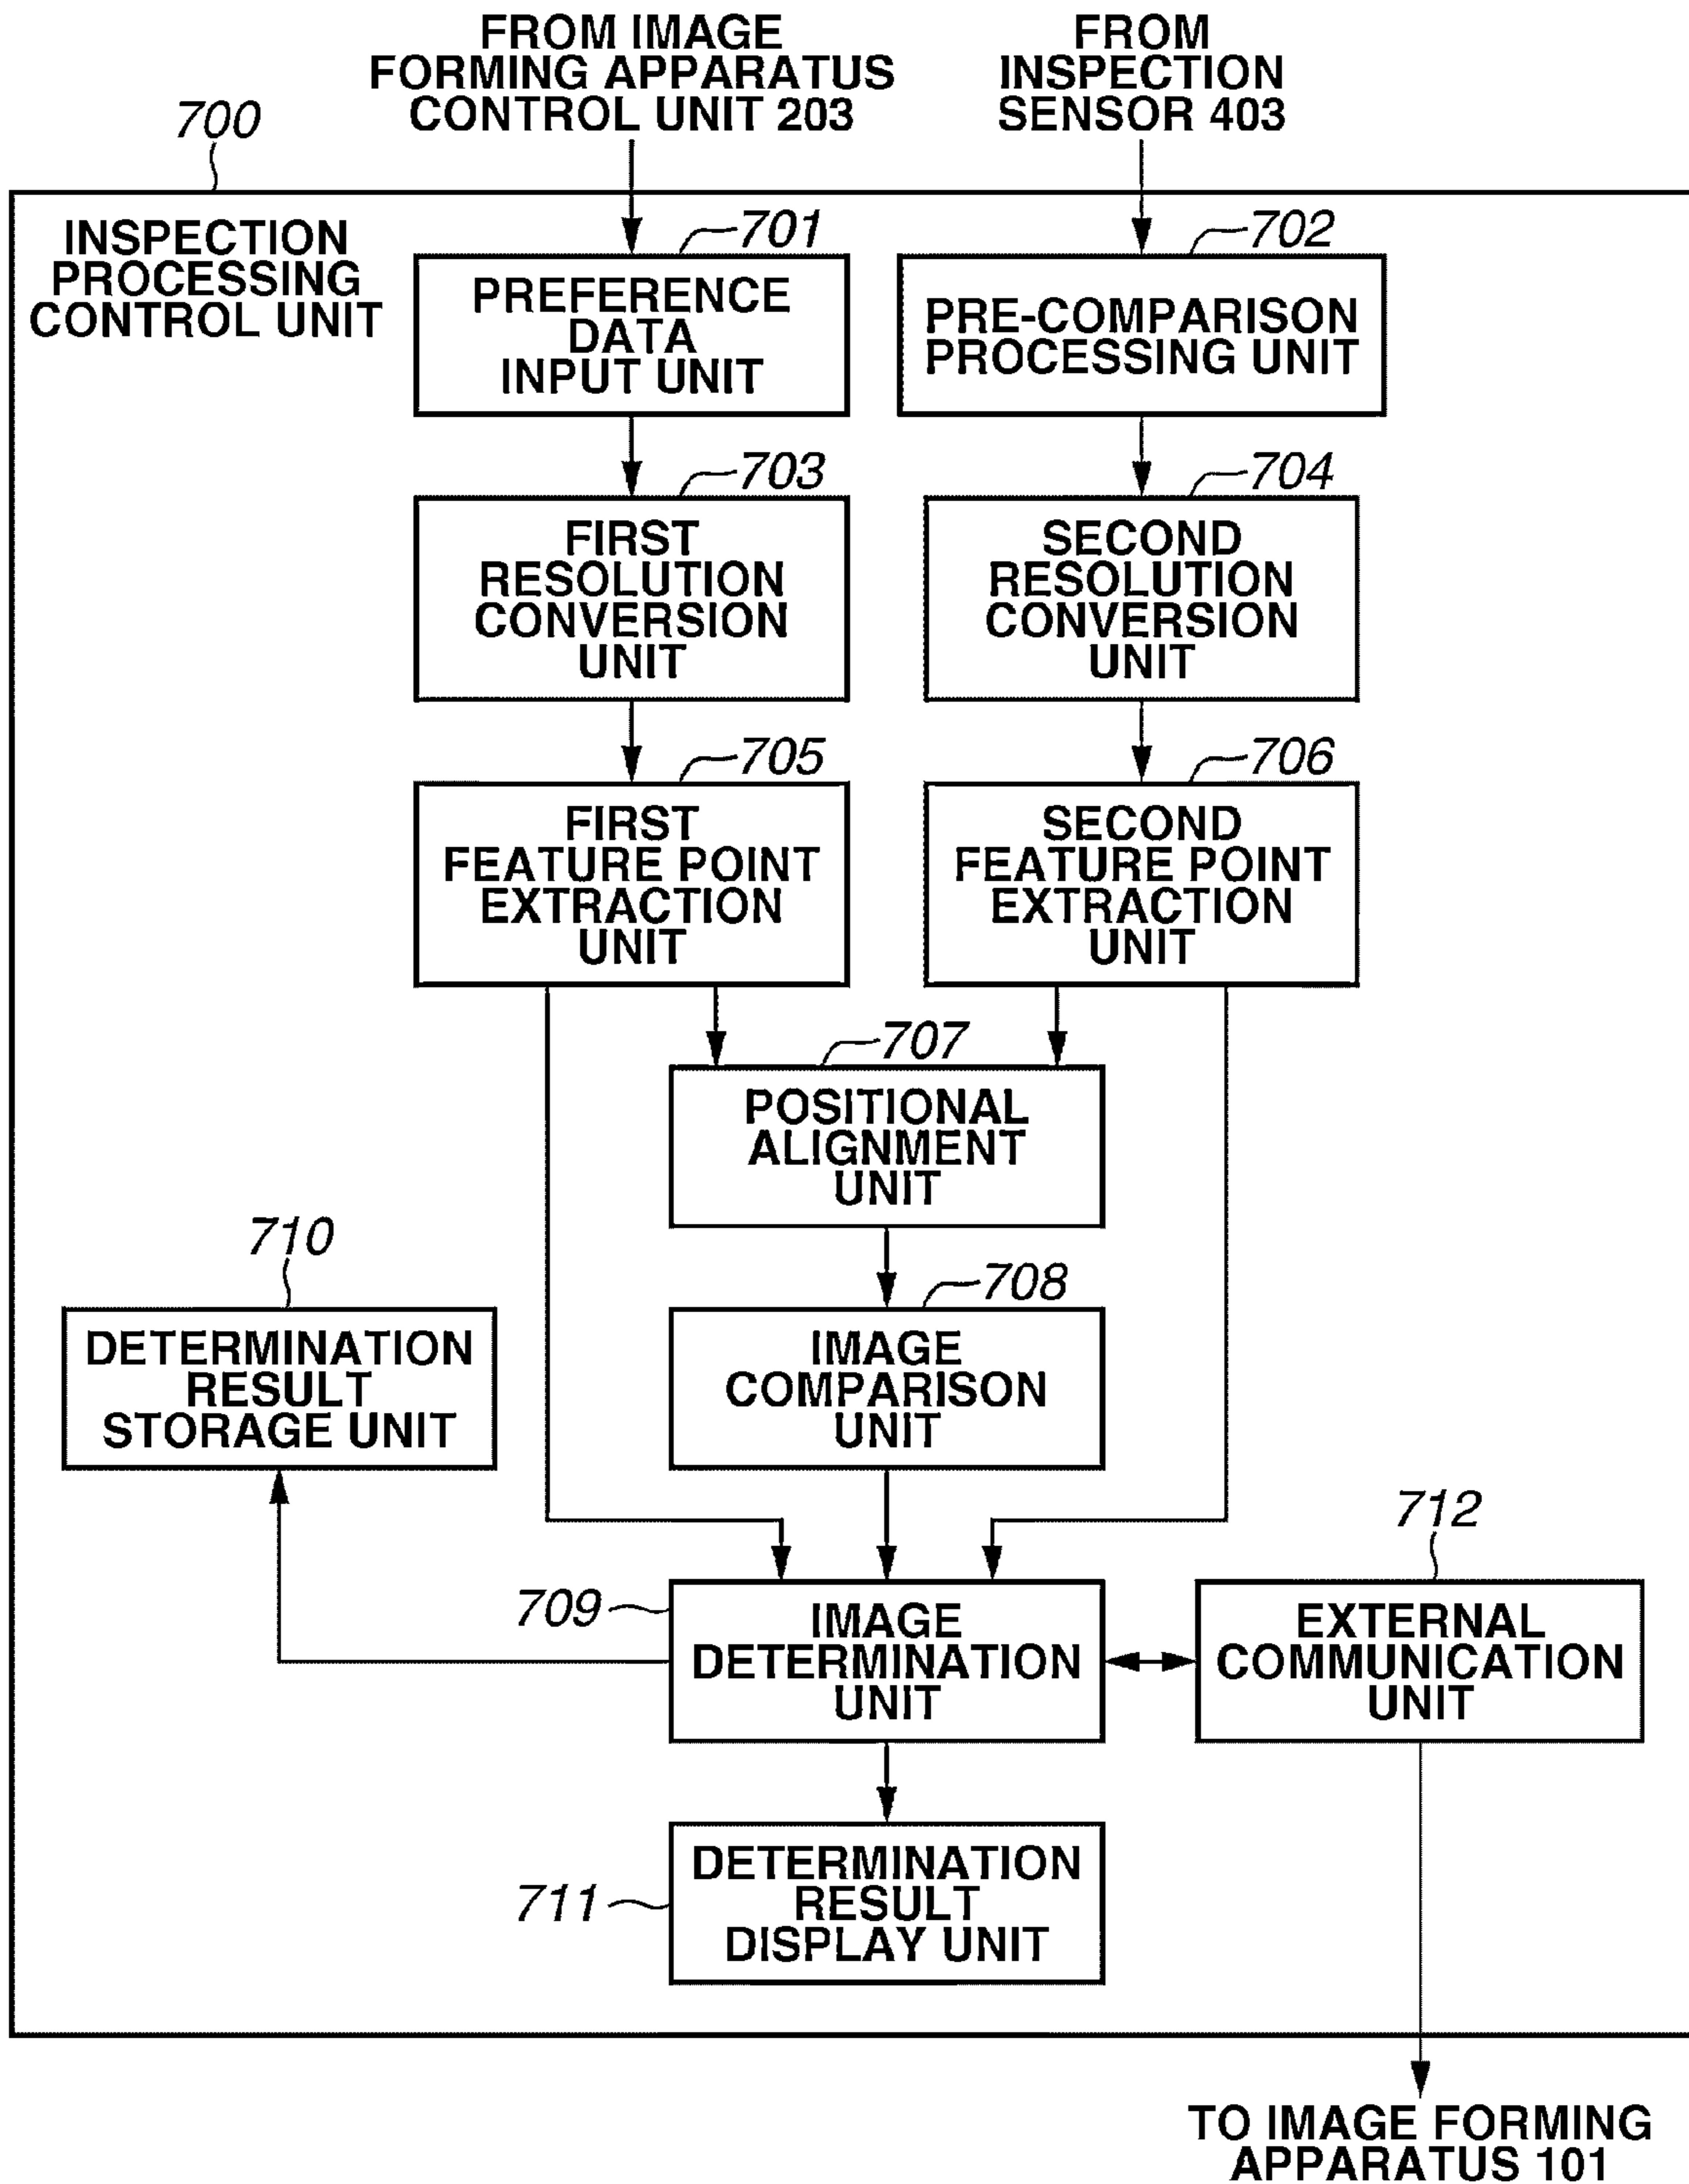 FROM IMAGE
FORMING APPARATUS
CONTROL UNIT 203
FROM
INSPECTION
SENSOR 403
700
INSPECTION
PROCESSING
CONTROL UNIT
701
PREFERENCE
DATA
INPUT UNIT
702
PRE-COMPARISON
PROCESSING UNIT
703
FIRST
RESOLUTION
CONVERSION
UNIT
704
SECOND
RESOLUTION
CONVERSION
UNIT
705
FIRST
FEATURE POINT
EXTRACTION
UNIT
706
SECOND
FEATURE POINT
EXTRACTION
UNIT
707
POSITIONAL
ALIGNMENT
UNIT
708
IMAGE
COMPARISON
UNIT
710
DETERMINATION
RESULT
STORAGE UNIT
709
IMAGE
DETERMINATION
UNIT
712
EXTERNAL
COMMUNICATION
UNIT
711
DETERMINATION
RESULT
DISPLAY UNIT
TO IMAGE FORMING
APPARATUS 101